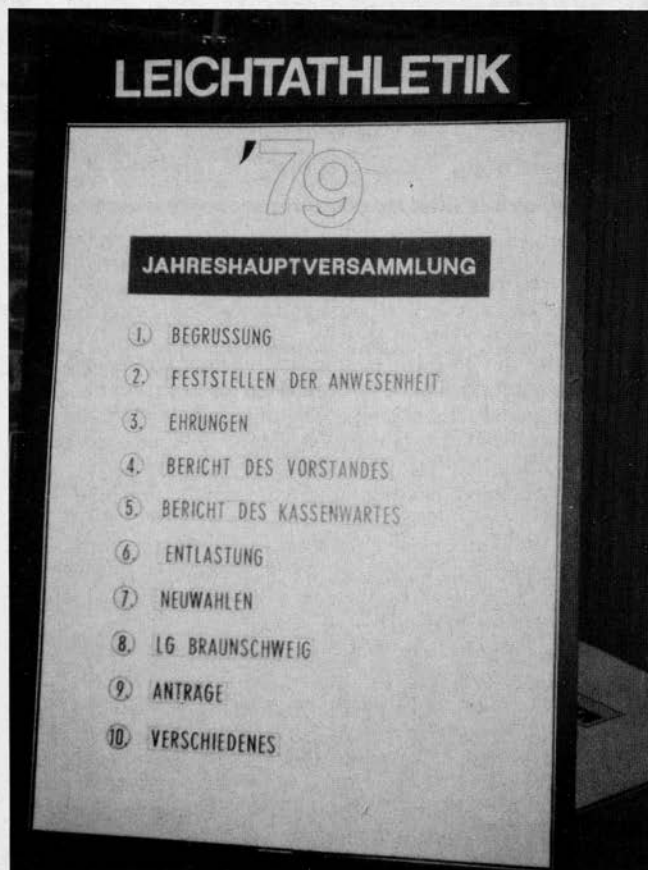 LEICHTATHLETIK
'79
JAHRESHAUPTVERSAMMLUNG
1. BEGRUSSUNG
2. FESTSTELLEN DER ANWESENHEIT
3. EHRUNGEN
4. BERICHT DES VORSTANDES
5. BERICHT DES KASSENWARTES
6. ENTLASTUNG
7. NEUWAHLEN
8. LG BRAUNSCHWEIG
9. ANTRÄGE
10. VERSCHIEDENES